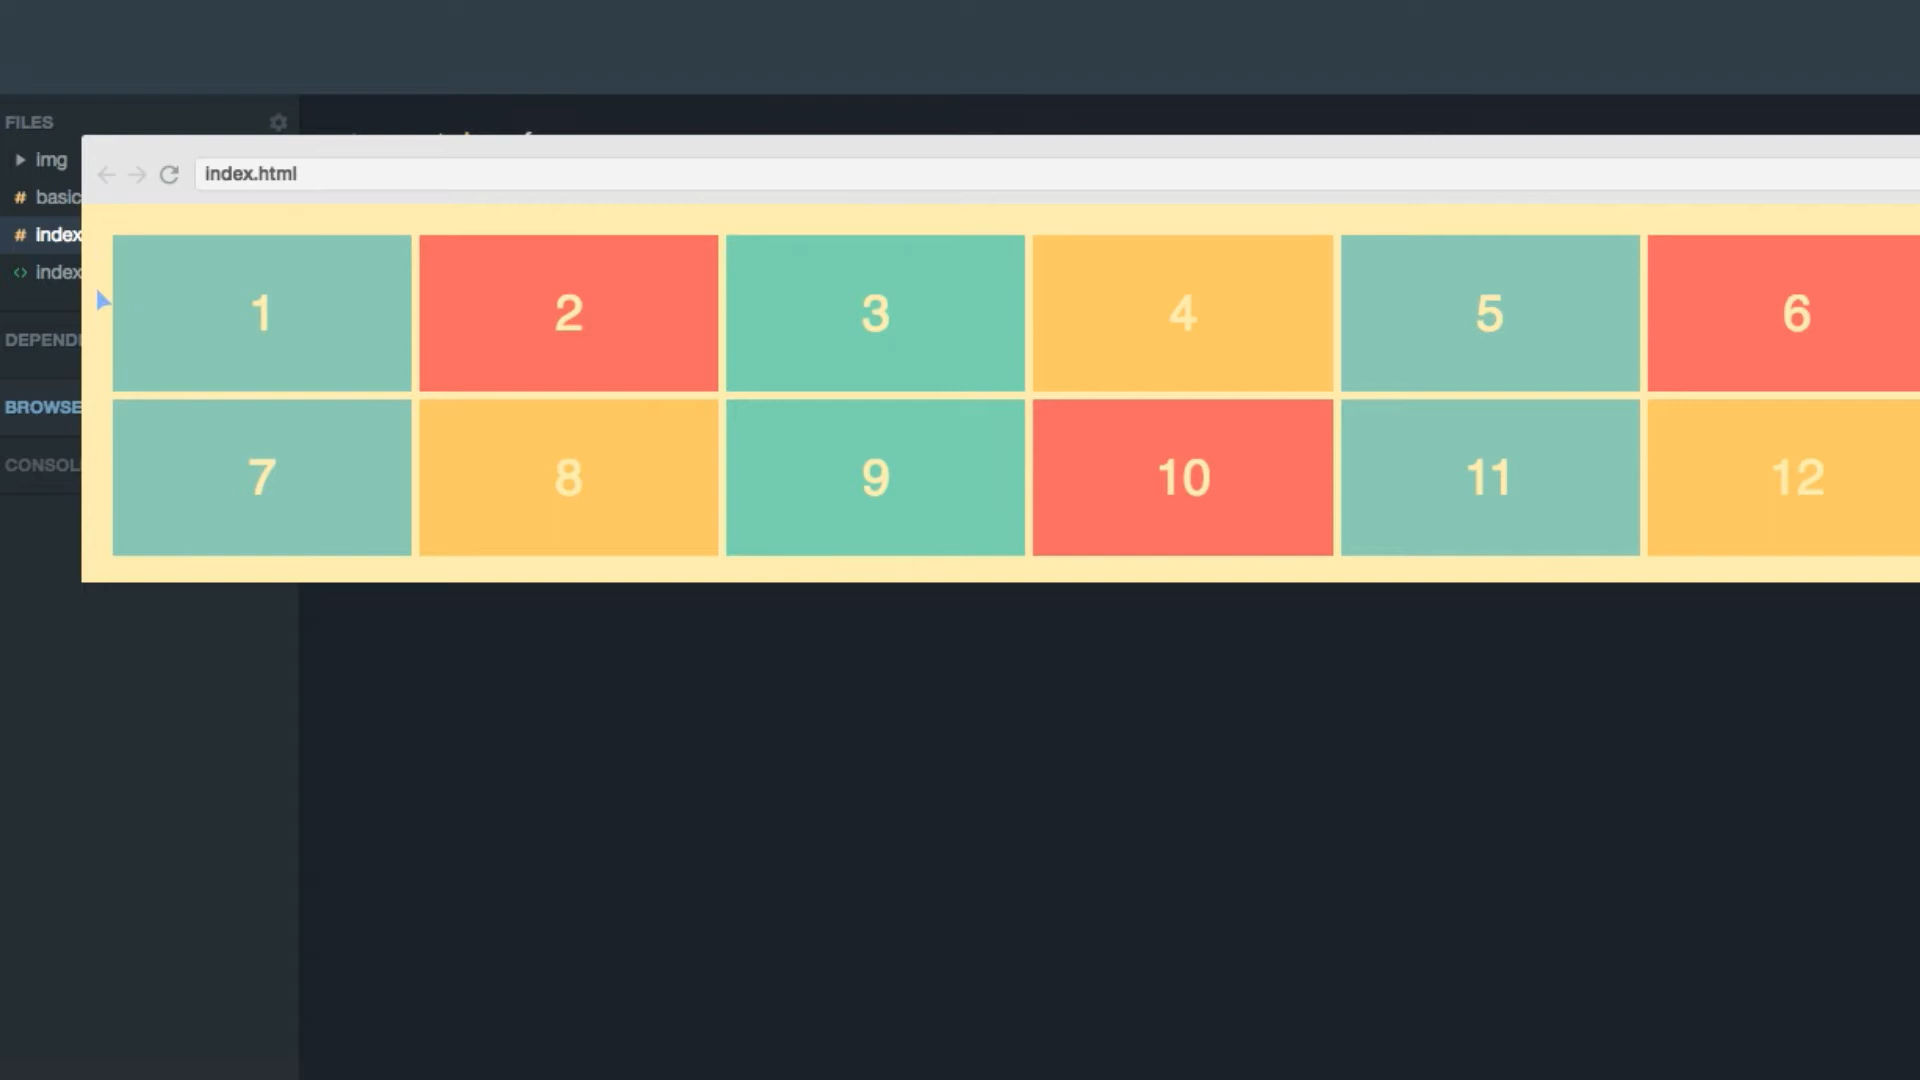 FILES
img
basic
index.html
index
index
DEPEND
BROWSE
CONSOL
1 2 3 4 5 6
7 8 9 10 11 12